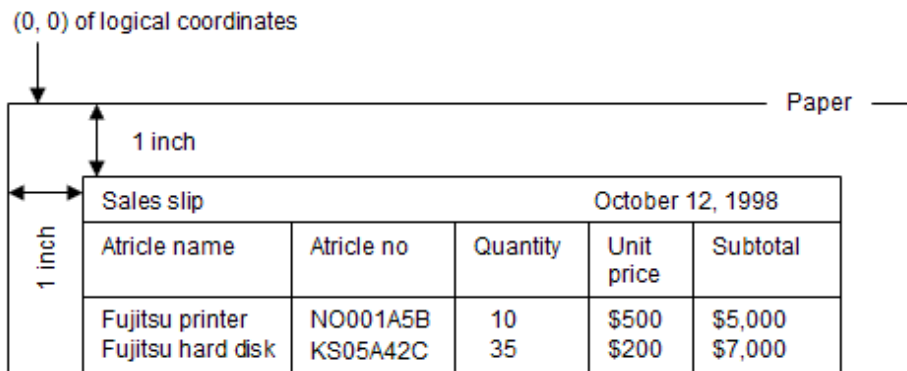 (0, 0) of logical coordinates
Paper
1 inch
1 inch
Sales slip October 12, 1998
Atricle name Atricle no Quantity Unit price Subtotal
Fujitsu printer NO001A5B 10 $500 $5,000
Fujitsu hard disk KS05A42C 35 $200 $7,000